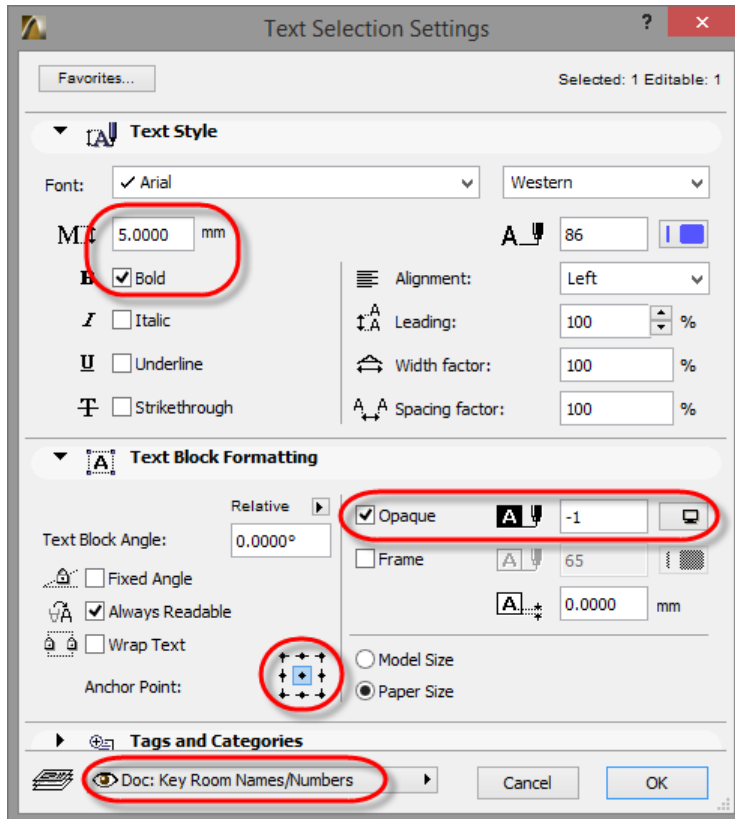 Text Selection Settings ?
Favorites... Selected: 1 Editable: 1
Text Style
Font: Arial Western
M 5.0000 mm A 86
B Bold Alignment: Left
I Italic Leading: 100 %
U Underline Width factor: 100 %
T Strikethrough A A Spacing factor: 100 %
A Text Block Formatting
Relative Opaque A -1
Text Block Angle: 0.0000°
Frame A 65
Fixed Angle
Always Readable A 0.0000 mm
Wrap Text
Model Size
Anchor Point: Paper Size
Tags and Categories
Doc: Key Room Names/Numbers Cancel OK